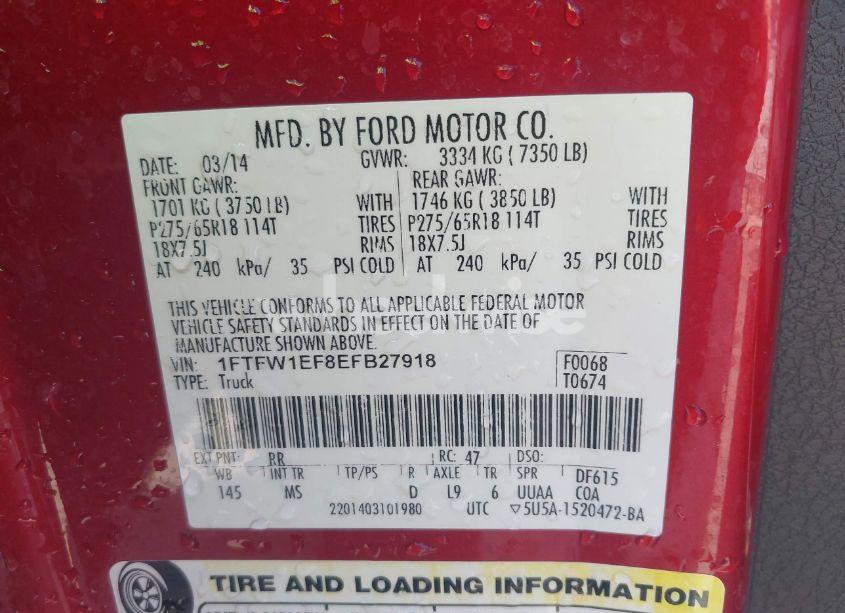 MFD. BY FORD MOTOR CO.
DATE: 03/14 GVWR: 3334 KG ( 7350 LB)
FRONT GAWR: REAR GAWR:
1701 KG ( 3750 LB) WITH 1746 KG ( 3850 LB) WITH
P275/65R18 114T TIRES P275/65R18 114T TIRES
18X7.5J RIMS 18X7.5J RIMS
AT 240 kPa/ 35 PSI COLD AT 240 kPa/ 35 PSI COLD
THIS VEHICLE CONFORMS TO ALL APPLICABLE FEDERAL MOTOR
VEHICLE SAFETY STANDARDS IN EFFECT ON THE DATE OF
MANUFACTURE SHOWN ABOVE.
VIN: 1FTFW1EF8EFB27918 F0068
TYPE: Truck T0674
EXT PNT: RR RC: 47 DSO:
WB INT TR TP/PS R AXLE TR SPR DF615
145 MS D L9 6 UUAA COA
2201403101980 UTC ▽5U5A-1520472-BA
TIRE AND LOADING INFORMATION